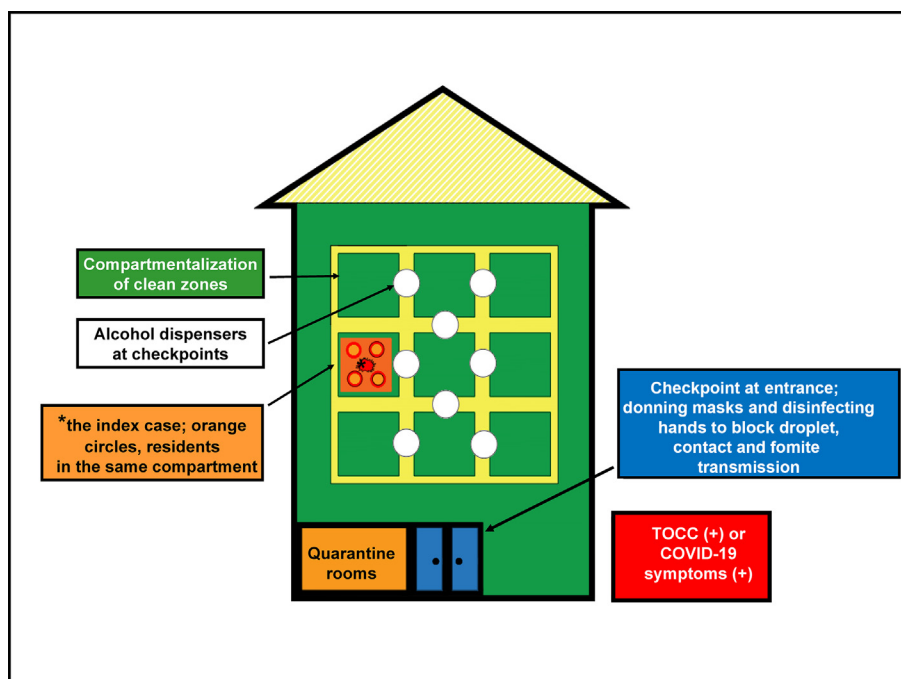 Compartmentalization
of clean zones
Alcohol dispensers
at checkpoints
*the index case; orange
circles, residents
in the same compartment
*
Checkpoint at entrance;
donning masks and disinfecting
hands to block droplet,
contact and fomite
transmission
Quarantine
rooms
TOCC (+) or
COVID-19
symptoms (+)